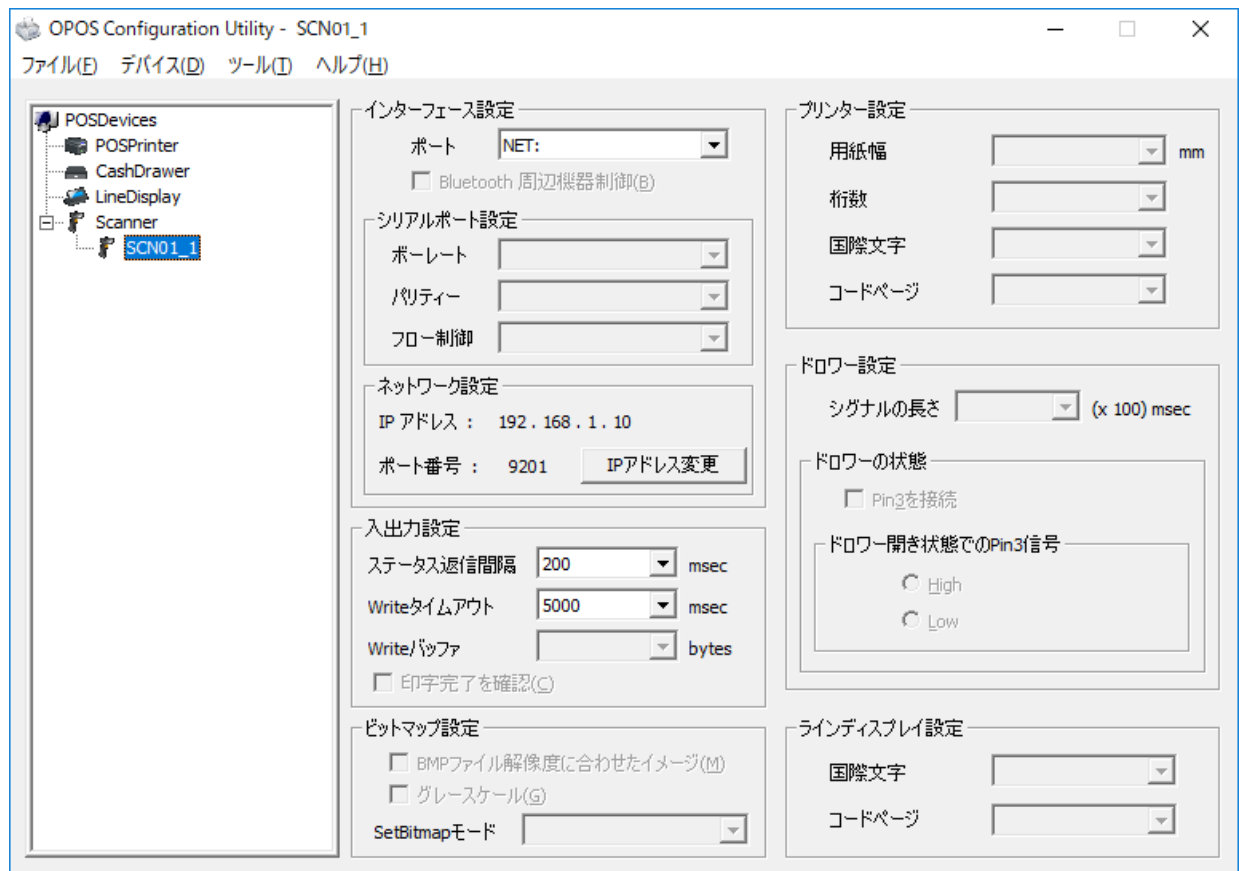 OPOS Configuration Utility - SCN01_1
ファイル(F) デバイス(D) ツール(T) ヘルプ(H)
POSDevices
POSPrinter
CashDrawer
LineDisplay
Scanner
SCN01_1
インターフェース設定
ポート NET:
Bluetooth 周辺機器制御(B)
シリアルポート設定
ボーレート
パリティー
フロー制御
ネットワーク設定
IP アドレス : 192 . 168 . 1 . 10
ポート番号 : 9201 IPアドレス変更
入出力設定
ステータス返信間隔 200 msec
Writeタイムアウト 5000 msec
Writeバッファ bytes
印字完了を確認(C)
ビットマップ設定
BMPファイル解像度に合わせたイメージ(M)
グレースケール(G)
SetBitmapモード
プリンター設定
用紙幅 mm
桁数
国際文字
コードページ
ドロワー設定
シグナルの長さ (x 100) msec
ドロワーの状態
Pin3を接続
ドロワー開き状態でのPin3信号
High
Low
ラインディスプレイ設定
国際文字
コードページ